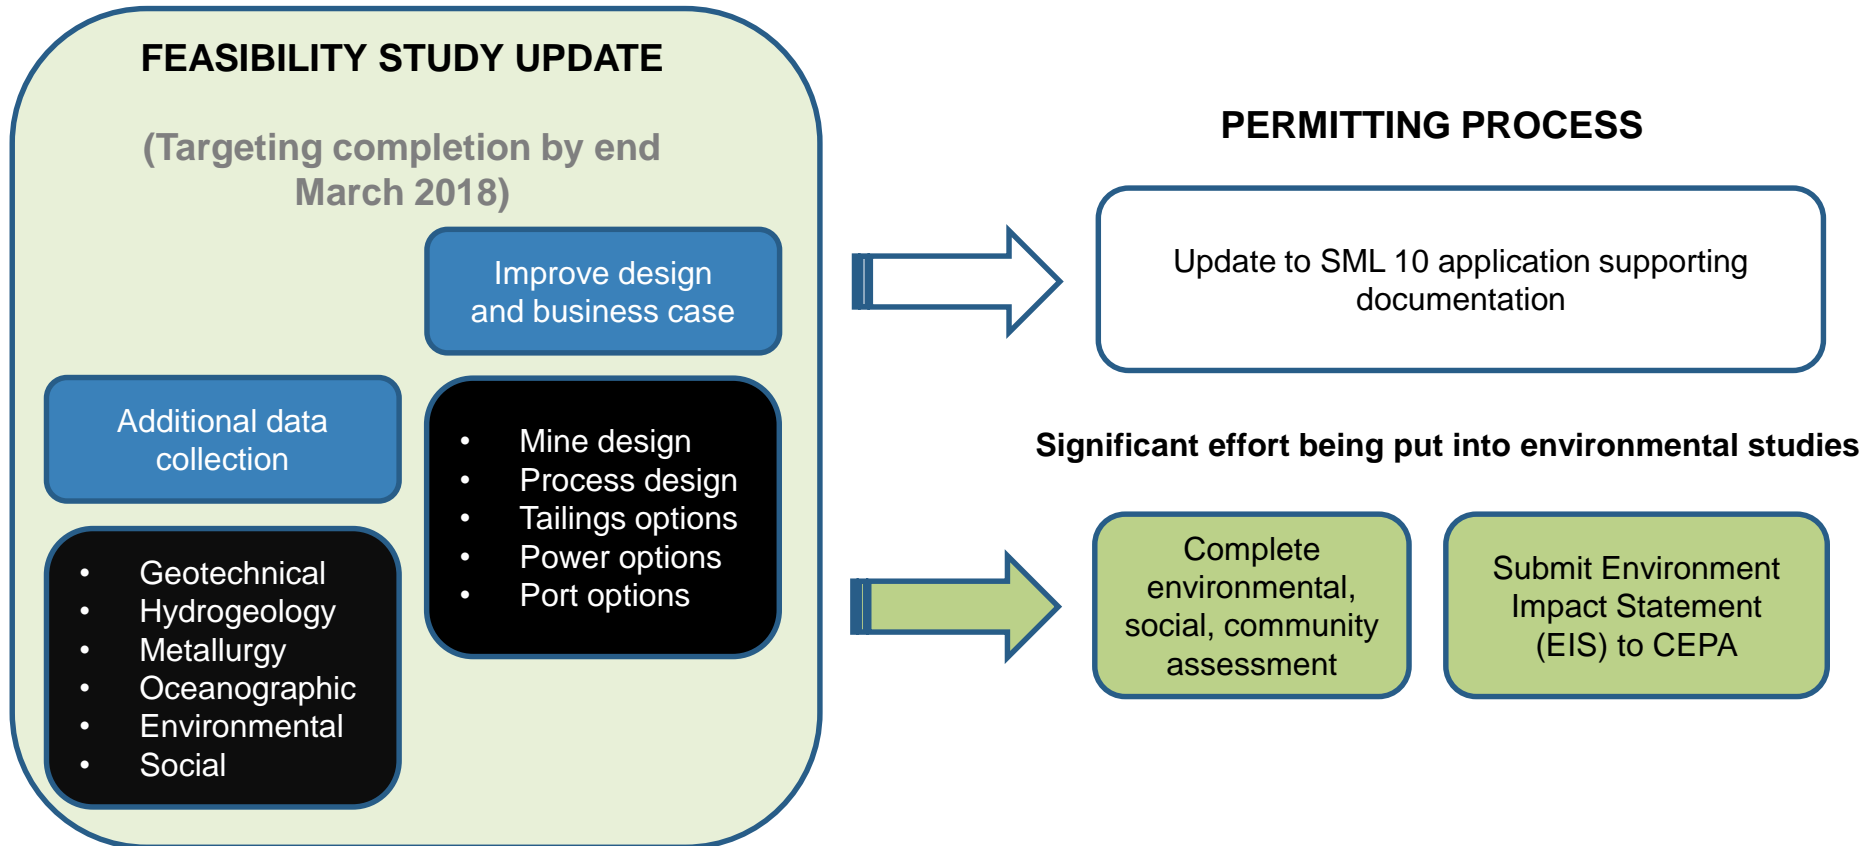 FEASIBILITY STUDY UPDATE
(Targeting completion by end
March 2018)
Improve design
and business case
Additional data
collection
• Mine design
• Process design
• Tailings options
• Power options
• Port options
• Geotechnical
• Hydrogeology
• Metallurgy
• Oceanographic
• Environmental
• Social
PERMITTING PROCESS
Update to SML 10 application supporting
documentation
Significant effort being put into environmental studies
Complete
environmental,
social, community
assessment
Submit Environment
Impact Statement
(EIS) to CEPA